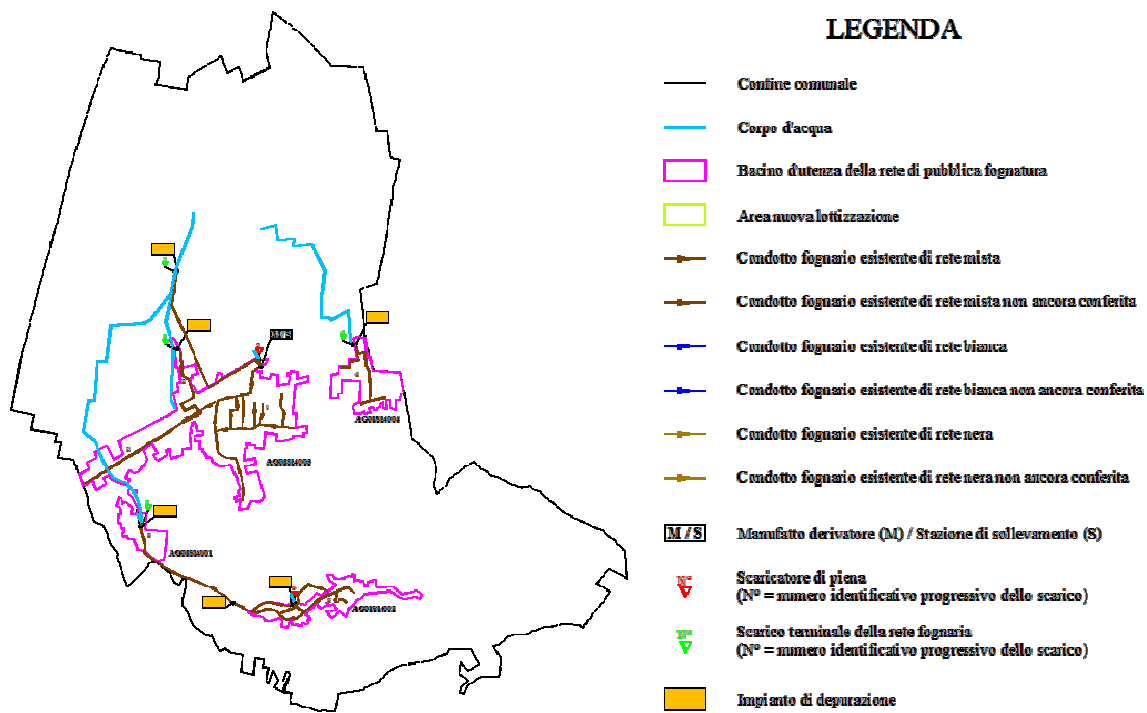 LEGENDA
Confine comunale
Corpo d'acqua
Bacino d'utenza della rete di pubblica fognatura
Area nuova lottizzazione
Condotto fognario esistente di rete mista
Condotto fognario esistente di rete mista non ancora conferita
Condotto fognario esistente di rete bianca
Condotto fognario esistente di rete bianca non ancora conferita
Condotto fognario esistente di rete nera
Condotto fognario esistente di rete nera non ancora conferita
M / S
Manufatto derivatore (M) / Stazione di sollevamento (S)
N°
Scaricatore di piena
(N° = numero identificativo progressivo dello scarico)
N°
Scarico terminale della rete fognaria
(N° = numero identificativo progressivo dello scarico)
Impianto di depurazione
M/S